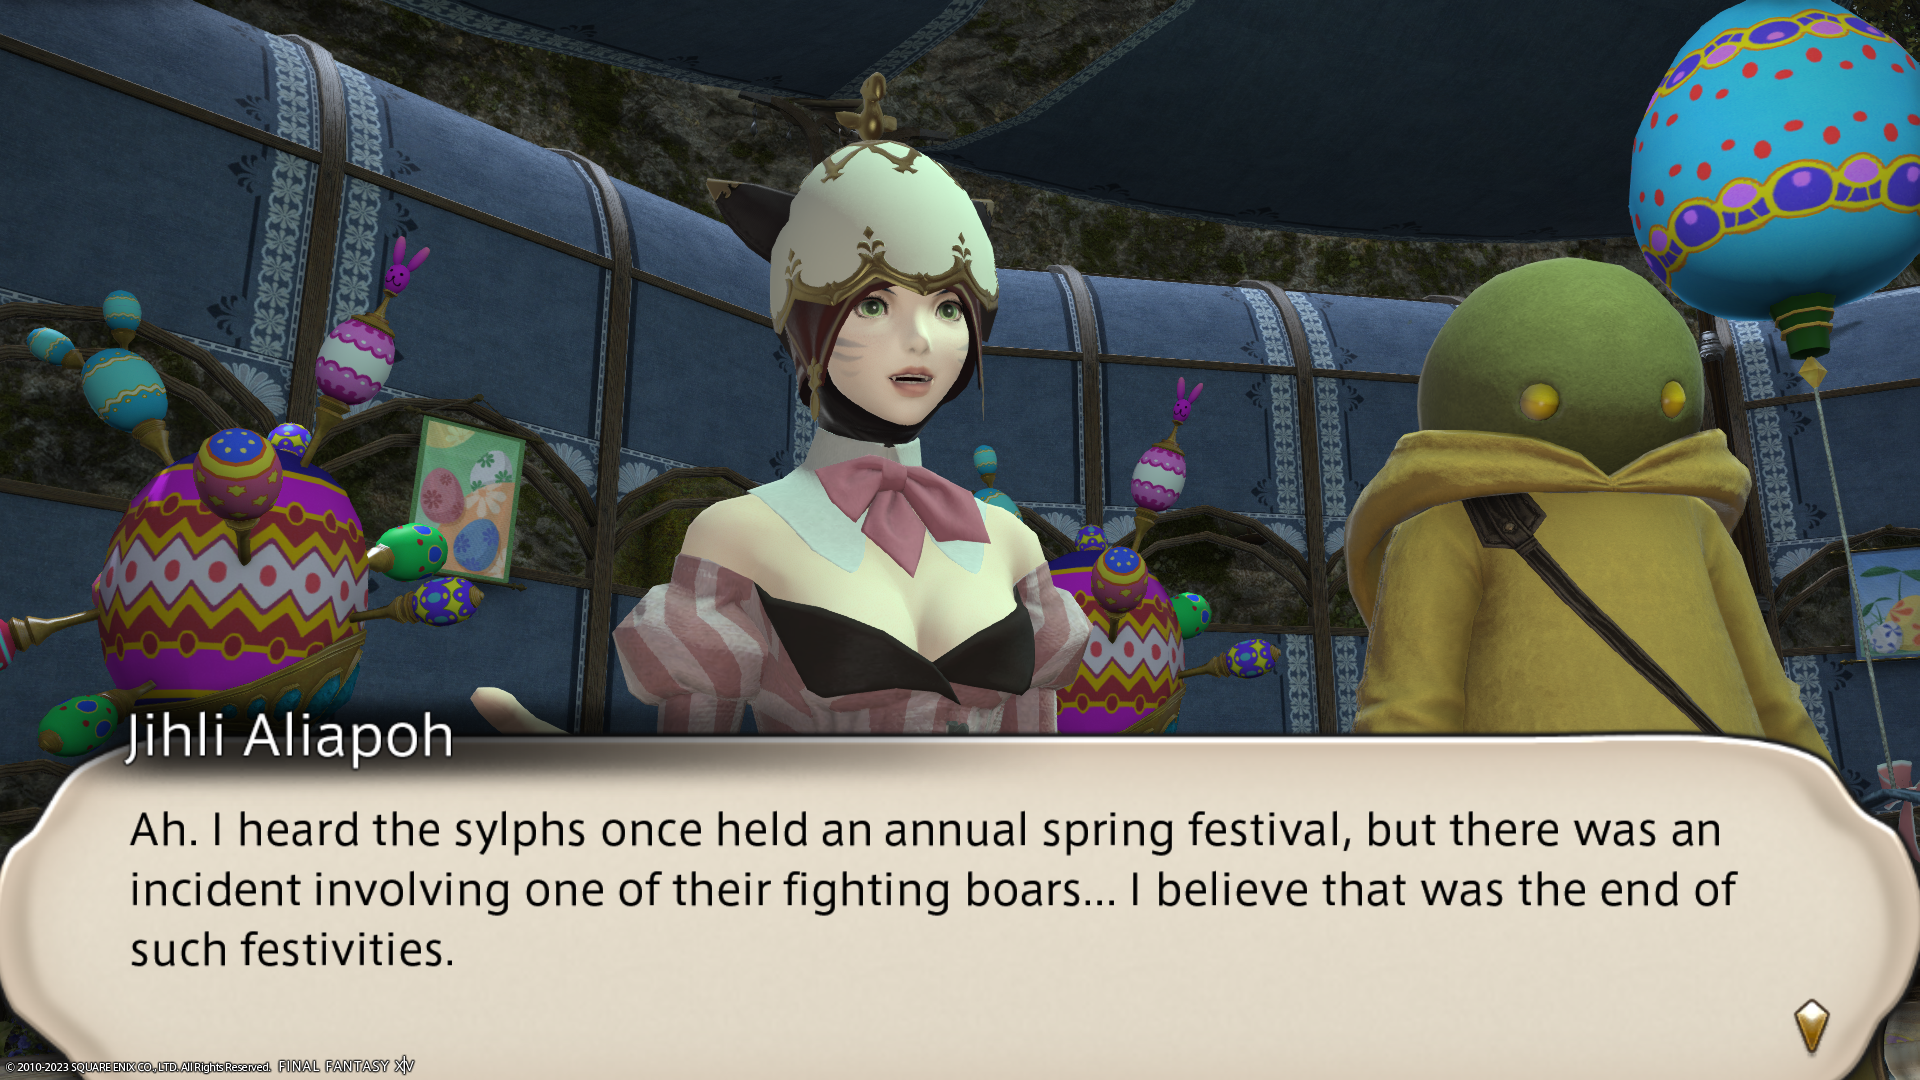 Jihli Aliapoh
Ah. I heard the sylphs once held an annual spring festival, but there was an
incident involving one of their fighting boars... I believe that was the end of
such festivities.
© 2010-2023 SQUARE ENIX CO., LTD. All Rights Reserved. FINAL FANTASY XIV